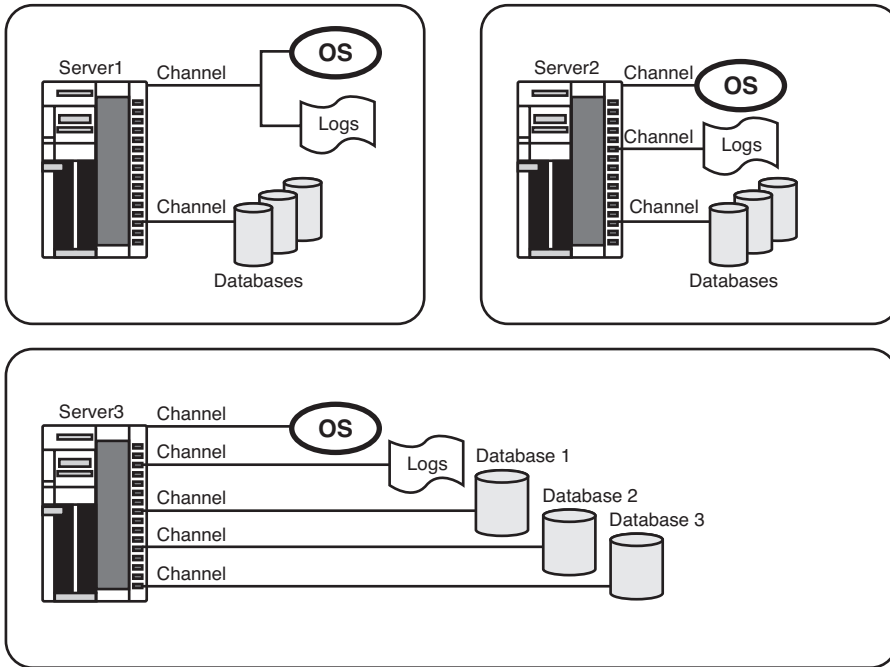 Server1
Channel
OS
Logs
Channel
Databases
Server2
Channel
OS
Channel
Logs
Channel
Databases
Server3
Channel
OS
Channel
Logs
Database 1
Channel
Database 2
Channel
Database 3
Channel